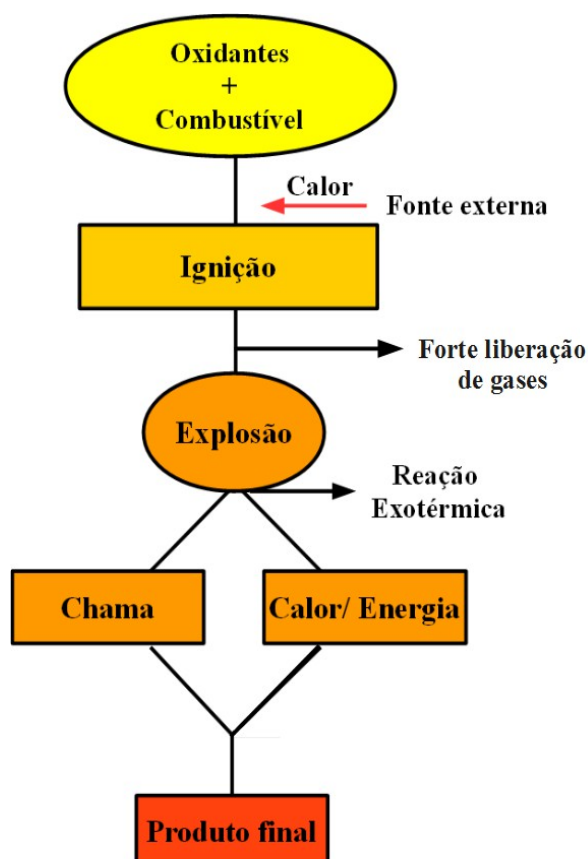 Oxidantes
+
Combustível
Calor
Fonte externa
Ignição
Forte liberação
de gases
Explosão
Reação
Exotérmica
Chama
Calor/ Energia
Produto final